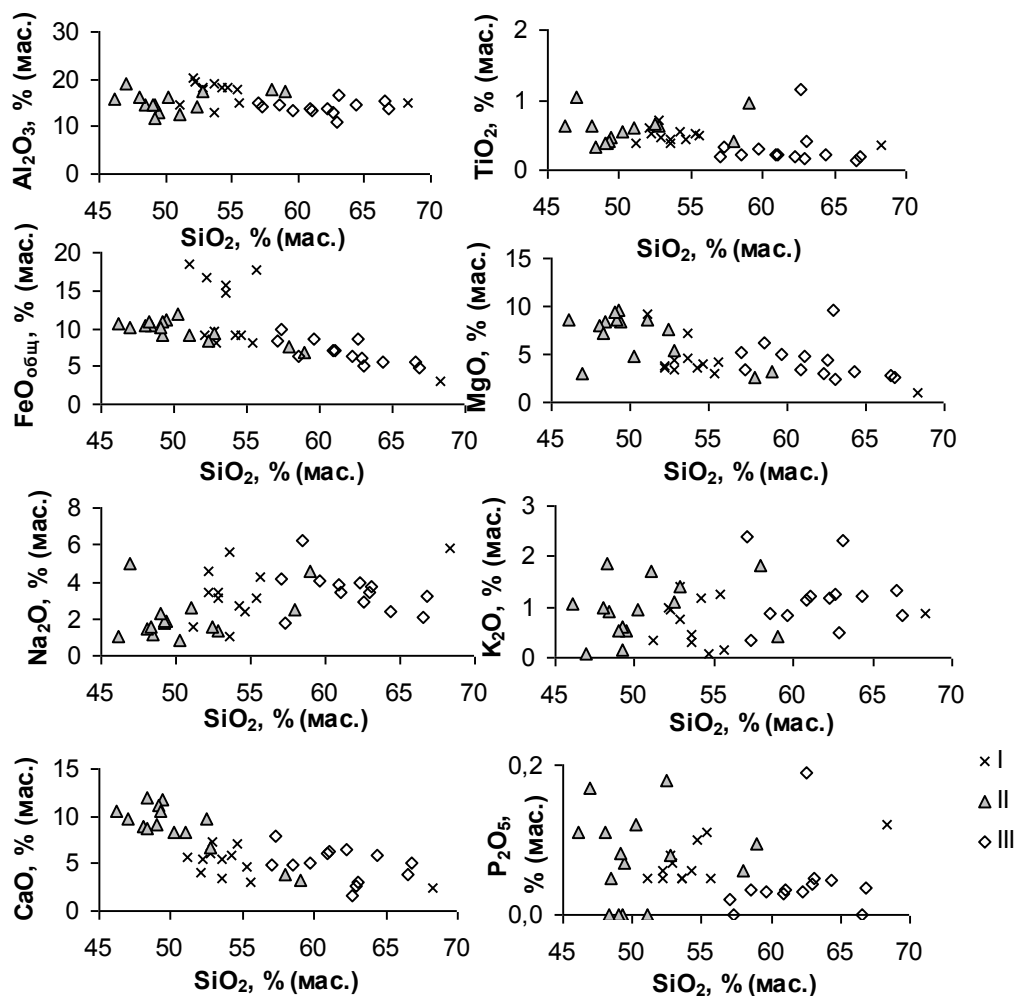 Al₂O₃, % (мас.)
30
20
10
0
45 50 55 60 65 70
SiO₂, % (мас.)
TiO₂, % (мас.)
2
1
0
45 50 55 60 65 70
SiO₂, % (мас.)
FeOобщ, % (мас.)
20
15
10
5
0
45 50 55 60 65 70
SiO₂, % (мас.)
MgO, % (мас.)
15
10
5
0
45 50 55 60 65 70
SiO₂, % (мас.)
Na₂O, % (мас.)
8
6
4
2
0
45 50 55 60 65 70
SiO₂, % (мас.)
K₂O, % (мас.)
3
2
1
0
45 50 55 60 65 70
SiO₂, % (мас.)
CaO, % (мас.)
15
10
5
0
45 50 55 60 65 70
SiO₂, % (мас.)
P₂O₅,
% (мас.)
0,2
0,0
45 50 55 60 65 70
SiO₂, % (мас.)
I
II
III